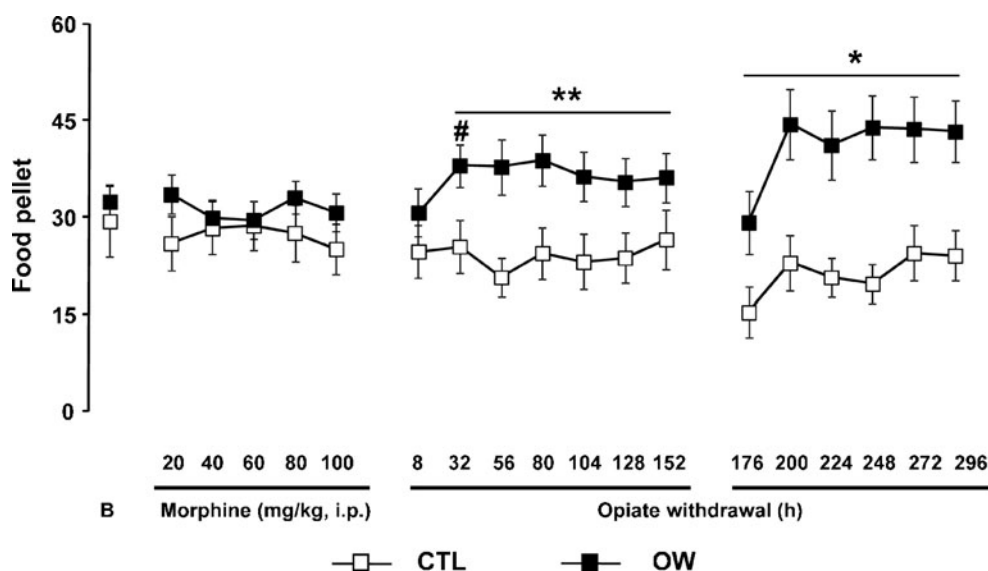 60
*
**
45
#
Food pellet
30
15
0
20 40 60 80 100 8 32 56 80 104 128 152 176 200 224 248 272 296
B Morphine (mg/kg, i.p.) Opiate withdrawal (h)
CTL OW